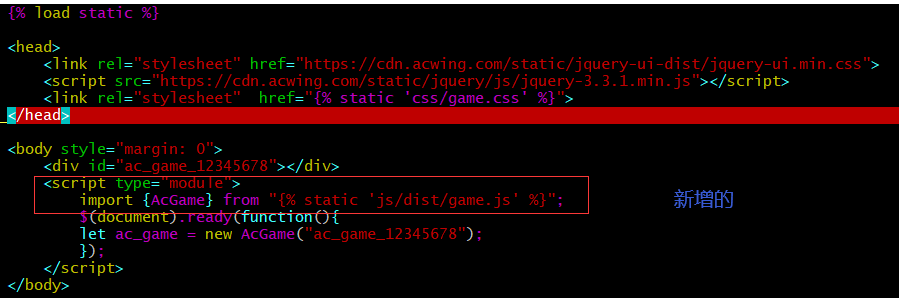 {% load static %}
<head>
<link rel="stylesheet" href="https://cdn.acwing.com/static/jquery-ui-dist/jquery-ui.min.css">
<script src="https://cdn.acwing.com/static/jquery/js/jquery-3.3.1.min.js"></script>
<link rel="stylesheet"  href="{% static 'css/game.css' %}">
</head>
<body style="margin: 0">
<div id="ac_game_12345678"></div>
<script type="module">
import {AcGame} from "{% static 'js/dist/game.js' %}";
新增的
$(document).ready(function(){
let ac_game = new AcGame("ac_game_12345678");
});
</script>
</body>